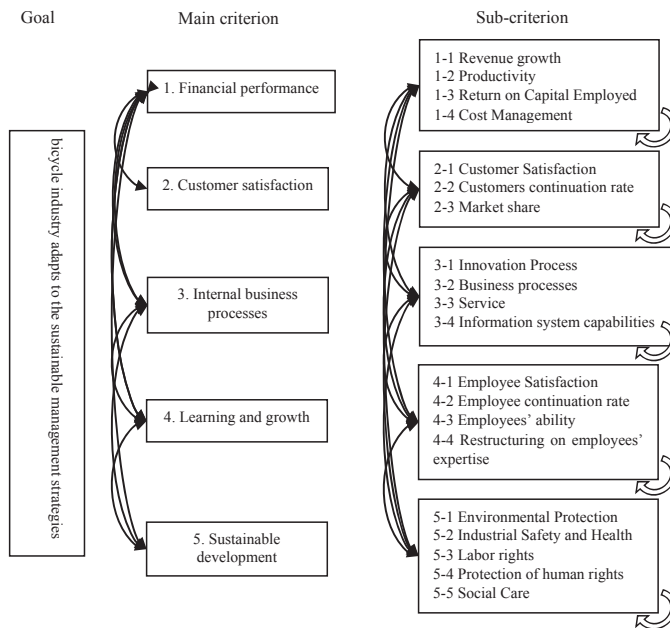 Goal
Main criterion
Sub-criterion
bicycle industry adapts to the sustainable management strategies
1. Financial performance
2. Customer satisfaction
3. Internal business
processes
4. Learning and growth
5. Sustainable
development
1-1 Revenue growth
1-2 Productivity
1-3 Return on Capital Employed
1-4 Cost Management
2-1 Customer Satisfaction
2-2 Customers continuation rate
2-3 Market share
3-1 Innovation Process
3-2 Business processes
3-3 Service
3-4 Information system capabilities
4-1 Employee Satisfaction
4-2 Employee continuation rate
4-3 Employees’ ability
4-4 Restructuring on employees’
expertise
5-1 Environmental Protection
5-2 Industrial Safety and Health
5-3 Labor rights
5-4 Protection of human rights
5-5 Social Care